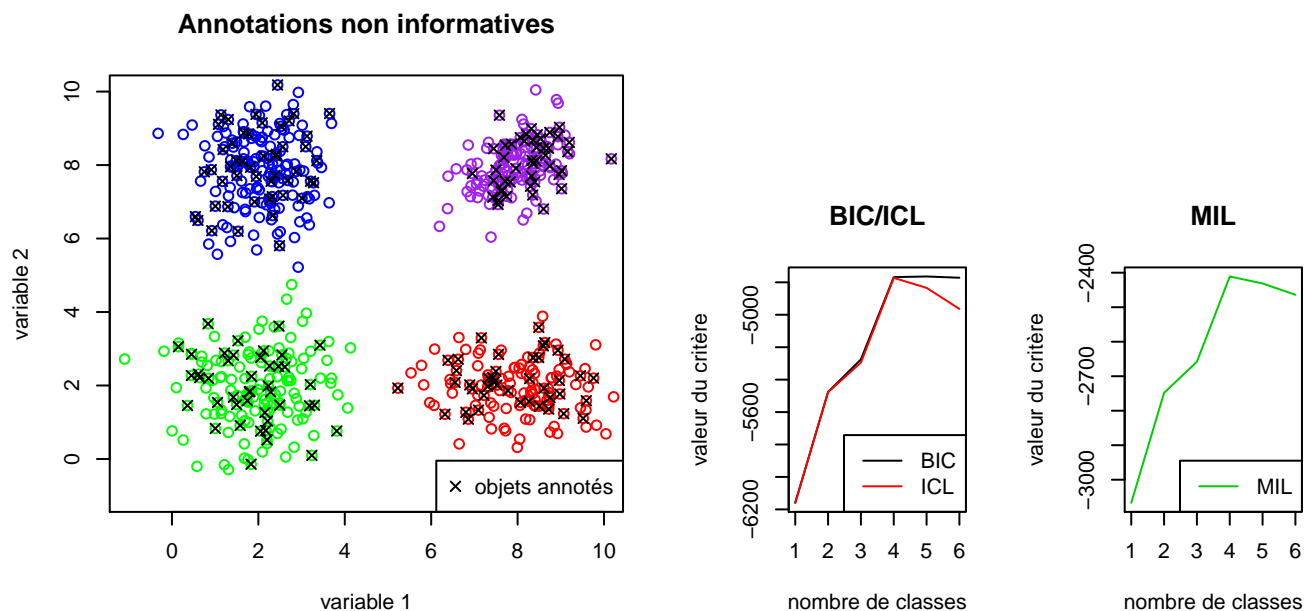 Annotations non informatives
variable 2
10
8
6
4
2
0
0 2 4 6 8 10
variable 1
objets annotés
BIC/ICL
valeur du critère
−5000
−5600
−6200
1 2 3 4 5 6
nombre de classes
BIC
ICL
MIL
valeur du critère
−2400
−2700
−3000
1 2 3 4 5 6
nombre de classes
MIL